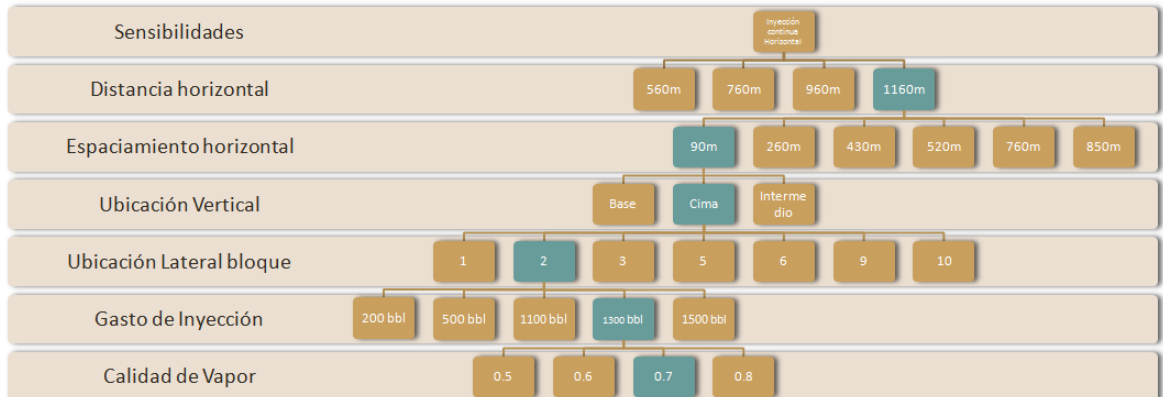 Sensibilidades
Inyección
continua
Horizontal
Distancia horizontal
560m
760m
960m
1160m
Espaciamiento horizontal
90m
260m
430m
520m
760m
850m
Ubicación Vertical
Base
Cima
Interme
dio
Ubicación Lateral bloque
1
2
3
5
6
9
10
Gasto de Inyección
200 bbl
500 bbl
1100 bbl
1300 bbl
1500 bbl
Calidad de Vapor
0.5
0.6
0.7
0.8